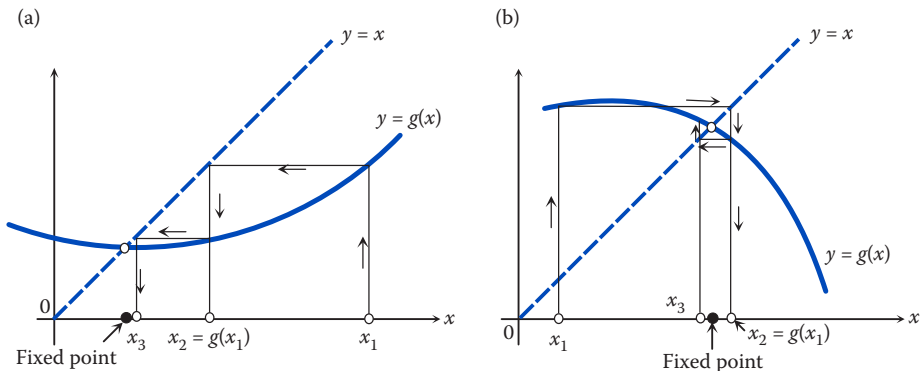 (a)
y = x
y = g(x)
0
x3
x2 = g(x1)
x1
x
Fixed point
(b)
y = x
y = g(x)
x3
0
x1
x2 = g(x1)
x
Fixed point